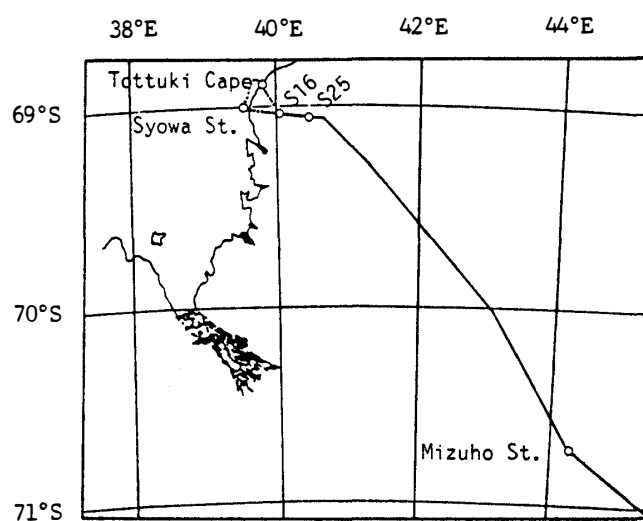 38°E 40°E 42°E 44°E
Tottuki Cape
S16
S25
69°S
Syowa St.
70°S
Mizuho St.
71°S